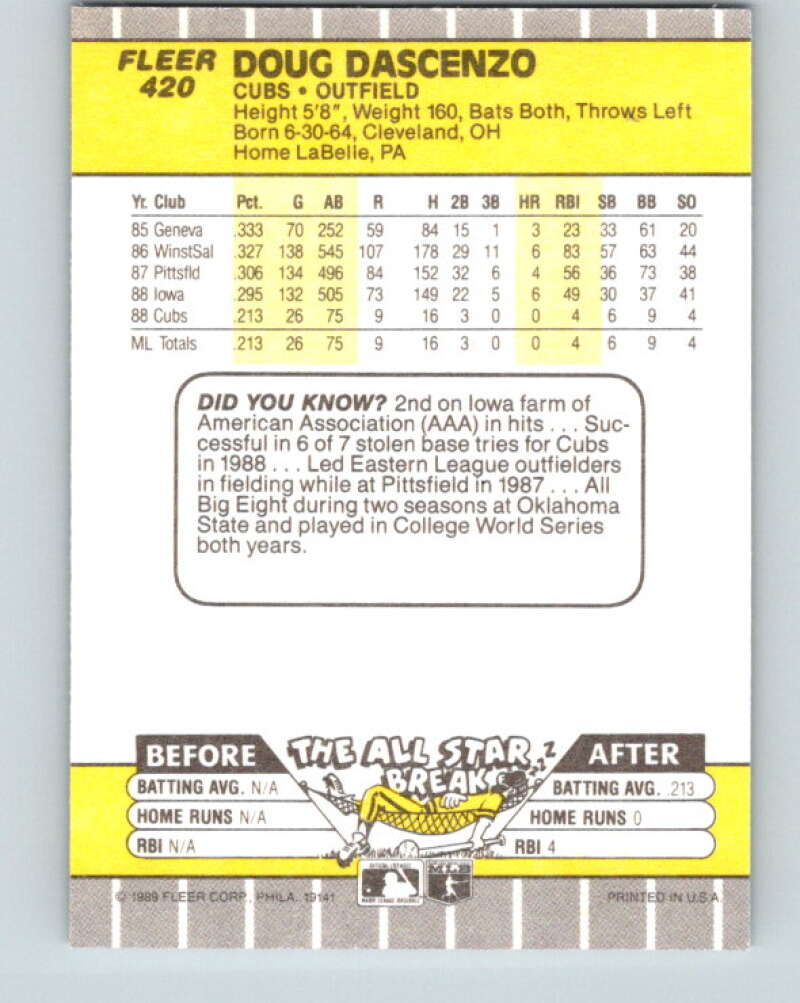 FLEER DOUG DASCENZO
420 CUBS • OUTFIELD
Height 5'8", Weight 160, Bats Both, Throws Left
Born 6-30-64, Cleveland, OH
Home LaBelle, PA
Yr. Club Pct. G AB R H 2B 3B HR RBI SB BB SO
85 Geneva .333 70 252 59 84 15 1 3 23 33 61 20
86 WinstSal .327 138 545 107 178 29 11 6 83 57 63 44
87 Pittsfld .306 134 496 84 152 32 6 4 56 36 73 38
88 Iowa .295 132 505 73 149 22 5 6 49 30 37 41
88 Cubs .213 26 75 9 16 3 0 0 4 6 9 4
ML Totals .213 26 75 9 16 3 0 0 4 6 9 4
DID YOU KNOW? 2nd on Iowa farm of
American Association (AAA) in hits . . . Suc-
cessful in 6 of 7 stolen base tries for Cubs
in 1988 . . . Led Eastern League outfielders
in fielding while at Pittsfield in 1987 . . . All
Big Eight during two seasons at Oklahoma
State and played in College World Series
both years.
BEFORE THE ALL STAR BREAK ZZZ AFTER
BATTING AVG. N/A BATTING AVG. .213
HOME RUNS N/A HOME RUNS 0
RBI N/A RBI 4
© 1989 FLEER CORP., PHILA. 19141 MAJOR LEAGUE BASEBALL MLB PRINTED IN U.S.A.